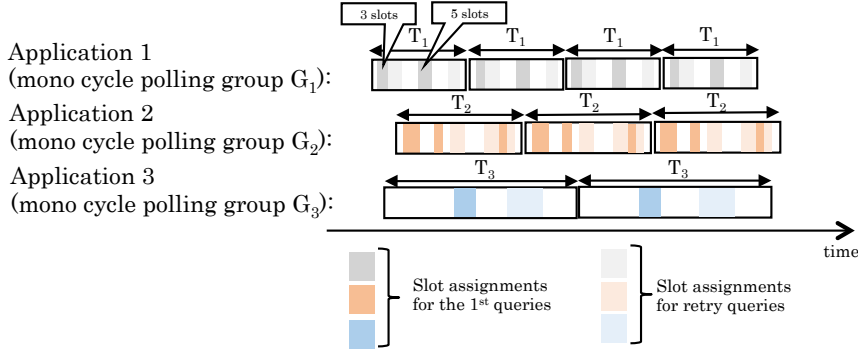 3 slots
5 slots
Application 1
(mono cycle polling group G₁):
T₁ T₁ T₁ T₁
Application 2
(mono cycle polling group G₂):
T₂ T₂ T₂
Application 3
(mono cycle polling group G₃):
T₃ T₃
time
Slot assignments
for the 1ˢᵗ queries
Slot assignments
for retry queries